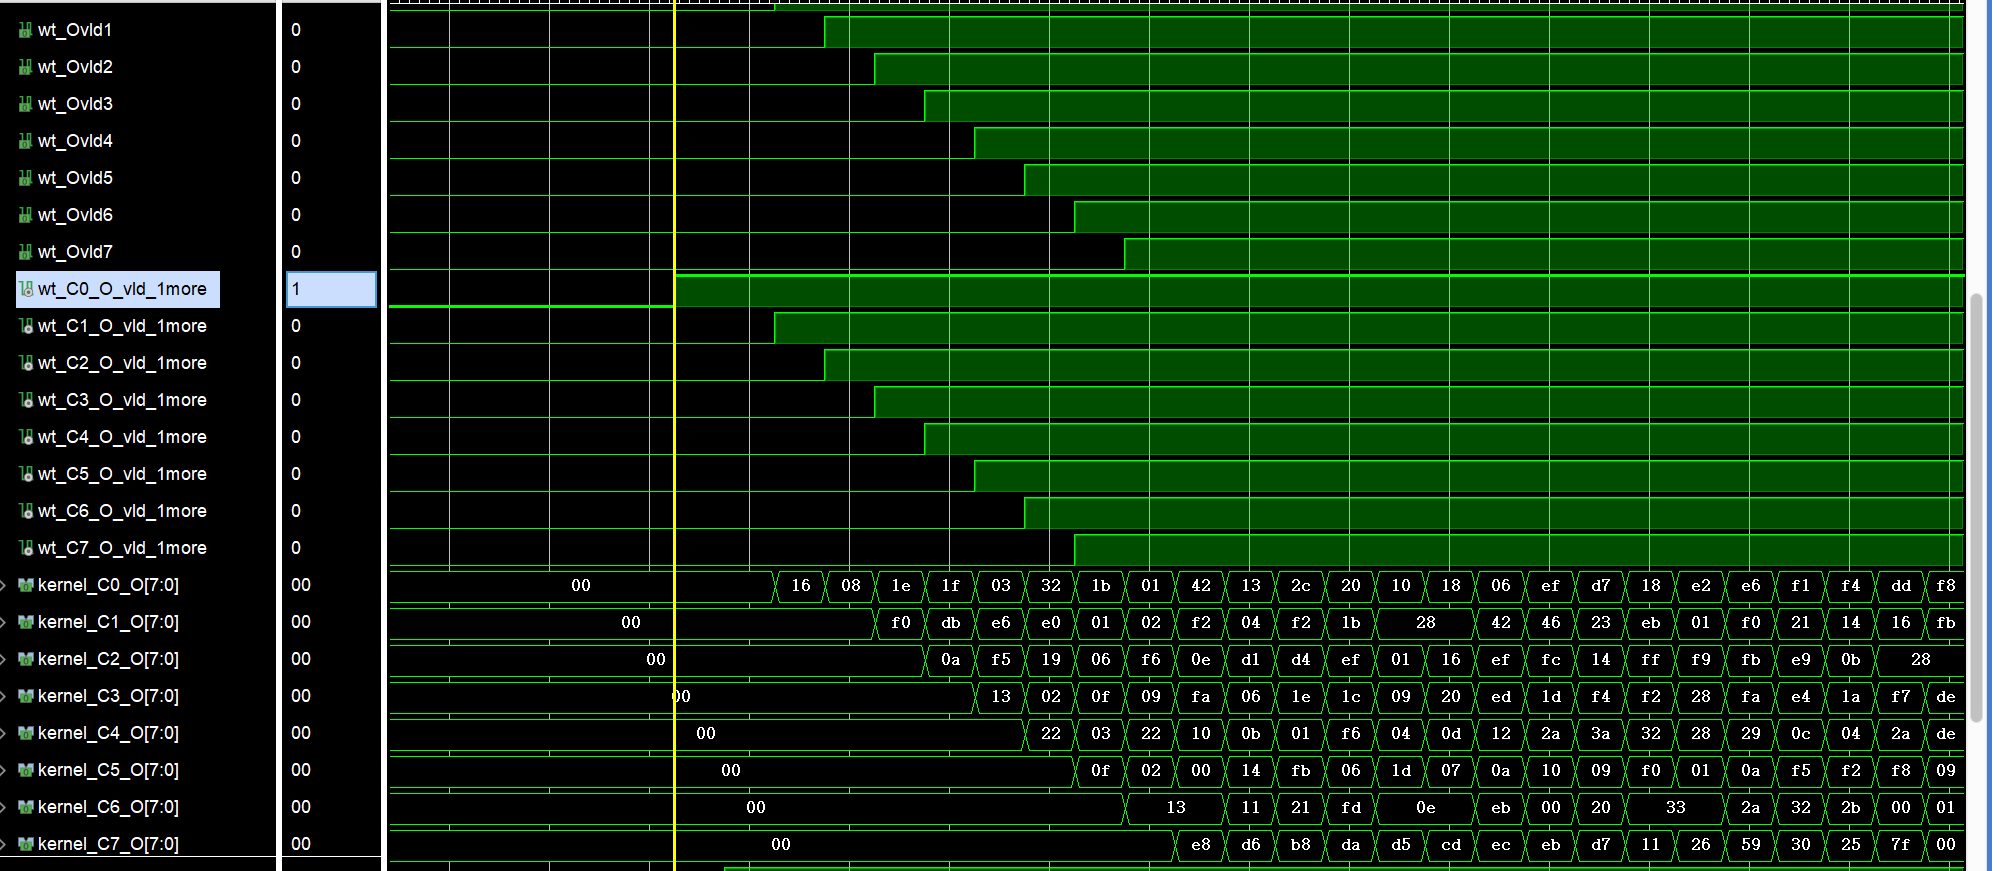 wt_Ovld1 0
wt_Ovld2 0
wt_Ovld3 0
wt_Ovld4 0
wt_Ovld5 0
wt_Ovld6 0
wt_Ovld7 0
wt_C0_O_vld_1more 1
wt_C1_O_vld_1more 0
wt_C2_O_vld_1more 0
wt_C3_O_vld_1more 0
wt_C4_O_vld_1more 0
wt_C5_O_vld_1more 0
wt_C6_O_vld_1more 0
wt_C7_O_vld_1more 0
kernel_C0_O[7:0] 00 00 16 08 1e 1f 03 32 1b 01 42 13 2c 20 10 18 06 ef d7 18 e2 e6 f1 f4 dd f8
kernel_C1_O[7:0] 00 00 f0 db e6 e0 01 02 f2 04 f2 1b 28 42 46 23 eb 01 f0 21 14 16 fb
kernel_C2_O[7:0] 00 00 0a f5 19 06 f6 0e d1 d4 ef 01 16 ef fc 14 ff f9 fb e9 0b 28
kernel_C3_O[7:0] 00 00 13 02 0f 09 fa 06 1e 1c 09 20 ed 1d f4 f2 28 fa e4 1a f7 de
kernel_C4_O[7:0] 00 00 22 03 22 10 0b 01 f6 04 0d 12 2a 3a 32 28 29 0c 04 2a de
kernel_C5_O[7:0] 00 00 0f 02 00 14 fb 06 1d 07 0a 10 09 f0 01 0a f5 f2 f8 09
kernel_C6_O[7:0] 00 00 13 11 21 fd 0e eb 00 20 33 2a 32 2b 00 01
kernel_C7_O[7:0] 00 00 e8 d6 b8 da d5 cd ec eb d7 11 26 59 30 25 7f 00